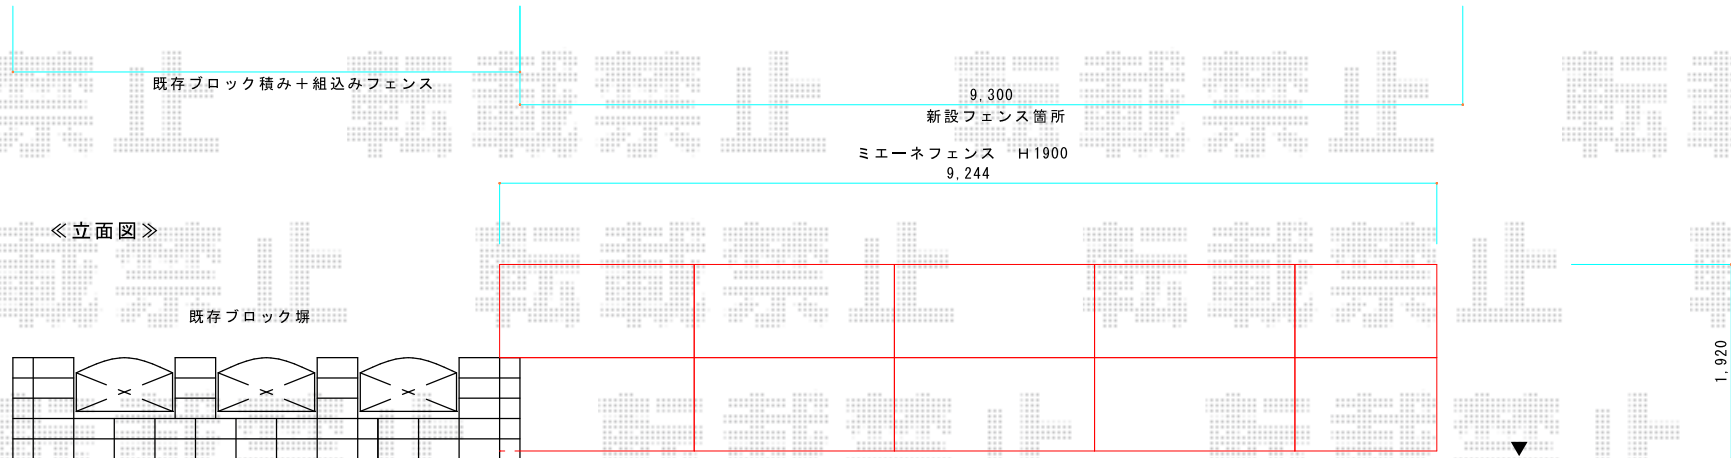 既存ブロック積み＋組込みフェンス
9,300
新設フェンス箇所
ミエーネフェンス　H1900
9,244
≪立面図≫
既存ブロック塀
1,920
転載禁止